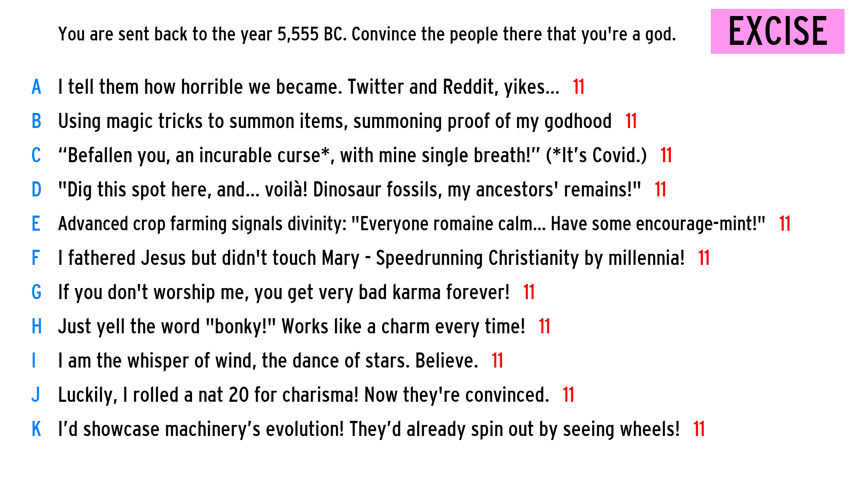 You are sent back to the year 5,555 BC. Convince the people there that you're a god. EXCISE
A I tell them how horrible we became. Twitter and Reddit, yikes... 11
B Using magic tricks to summon items, summoning proof of my godhood 11
C “Befallen you, an incurable curse*, with mine single breath!” (*It’s Covid.) 11
D "Dig this spot here, and... voilà! Dinosaur fossils, my ancestors' remains!" 11
E Advanced crop farming signals divinity: "Everyone romaine calm... Have some encourage-mint!" 11
F I fathered Jesus but didn't touch Mary - Speedrunning Christianity by millennia! 11
G If you don't worship me, you get very bad karma forever! 11
H Just yell the word "bonky!" Works like a charm every time! 11
I I am the whisper of wind, the dance of stars. Believe. 11
J Luckily, I rolled a nat 20 for charisma! Now they're convinced. 11
K I’d showcase machinery’s evolution! They’d already spin out by seeing wheels! 11